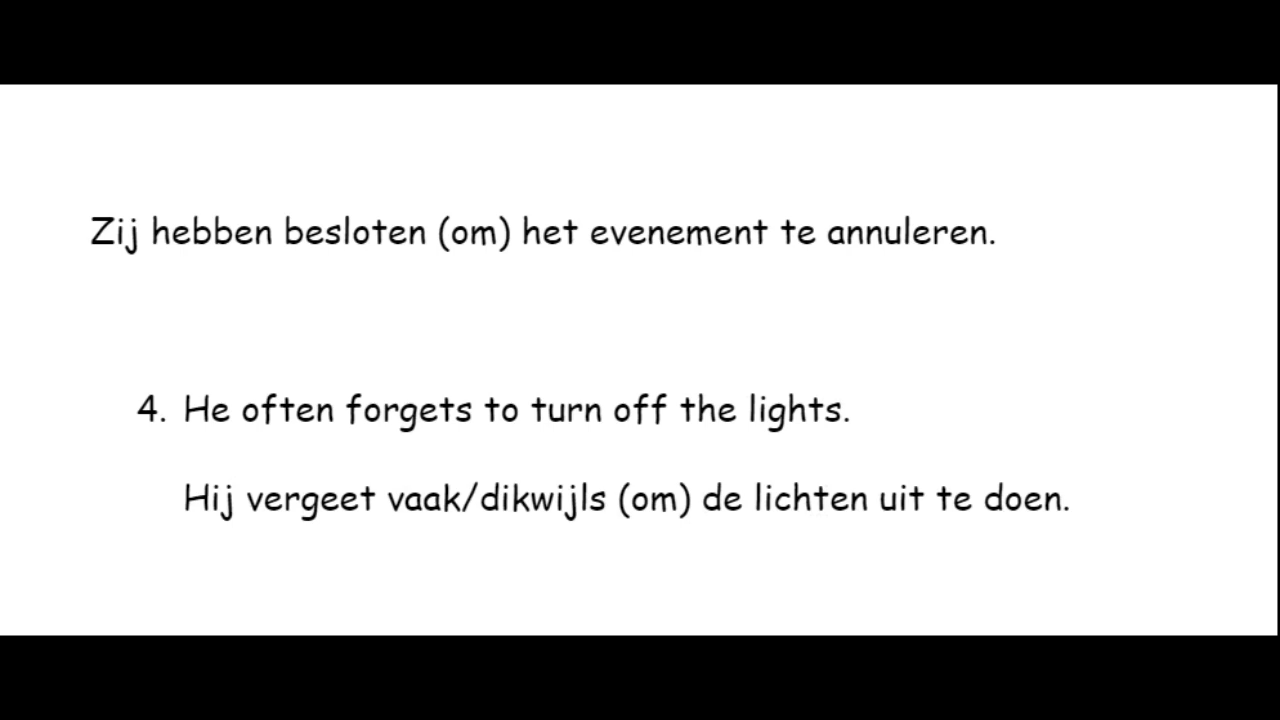 Zij hebben besloten (om) het evenement te annuleren.
4. He often forgets to turn off the lights.
Hij vergeet vaak/dikwijls (om) de lichten uit te doen.